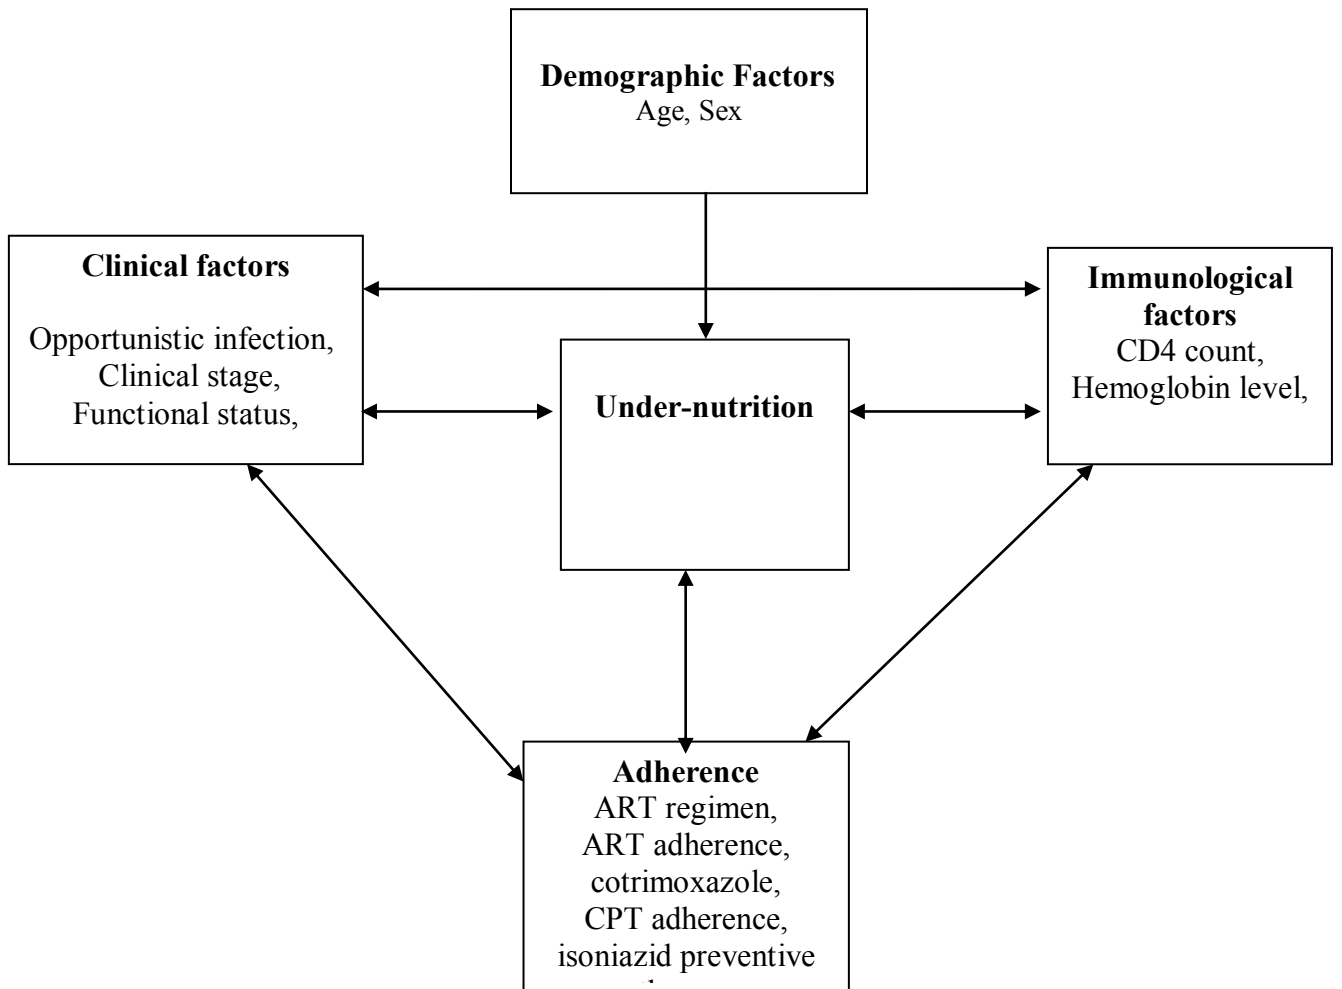 Demographic Factors
Age, Sex
Clinical factors
Opportunistic infection,
Clinical stage,
Functional status,
Immunological
factors
CD4 count,
Hemoglobin level,
Under-nutrition
Adherence
ART regimen,
ART adherence,
cotrimoxazole,
CPT adherence,
isoniazid preventive